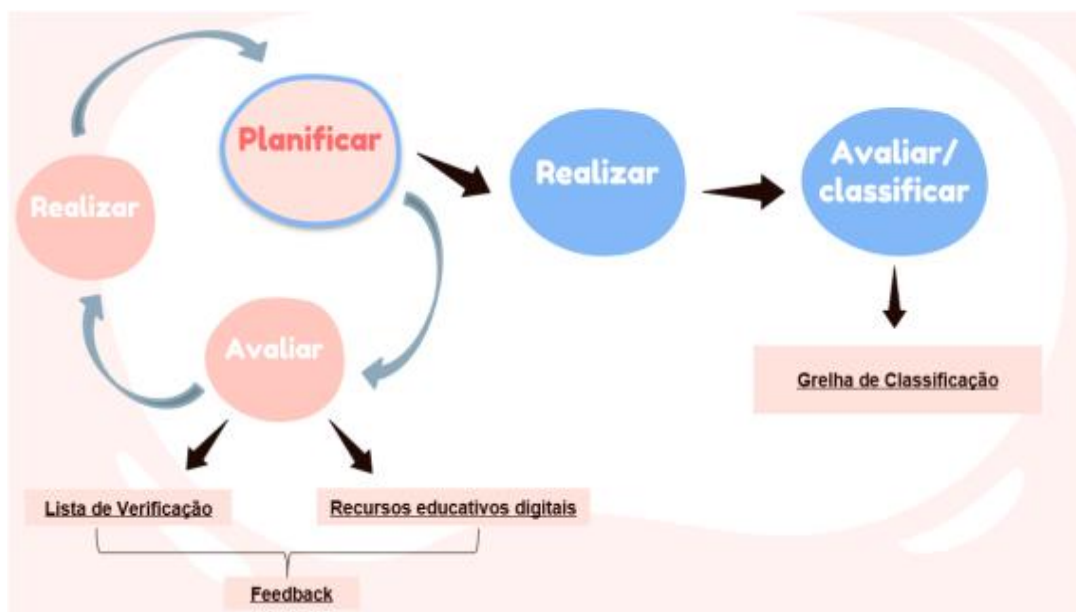 Planificar
Realizar
Avaliar/
classificar
Realizar
Avaliar
Grelha de Classificação
Lista de Verificação
Recursos educativos digitais
Feedback